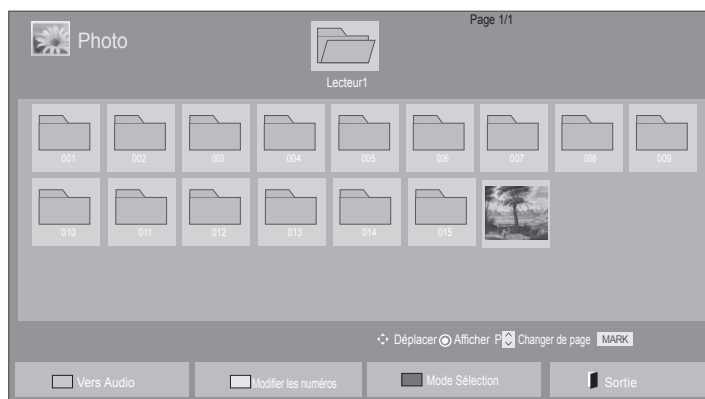 Page 1/1
Photo
Lecteur1
001 002 003 004 005 006 007 008 009
010 011 012 013 014 015
Déplacer Afficher P Changer de page MARK
Vers Audio Modifier les numéros Mode Sélection Sortie